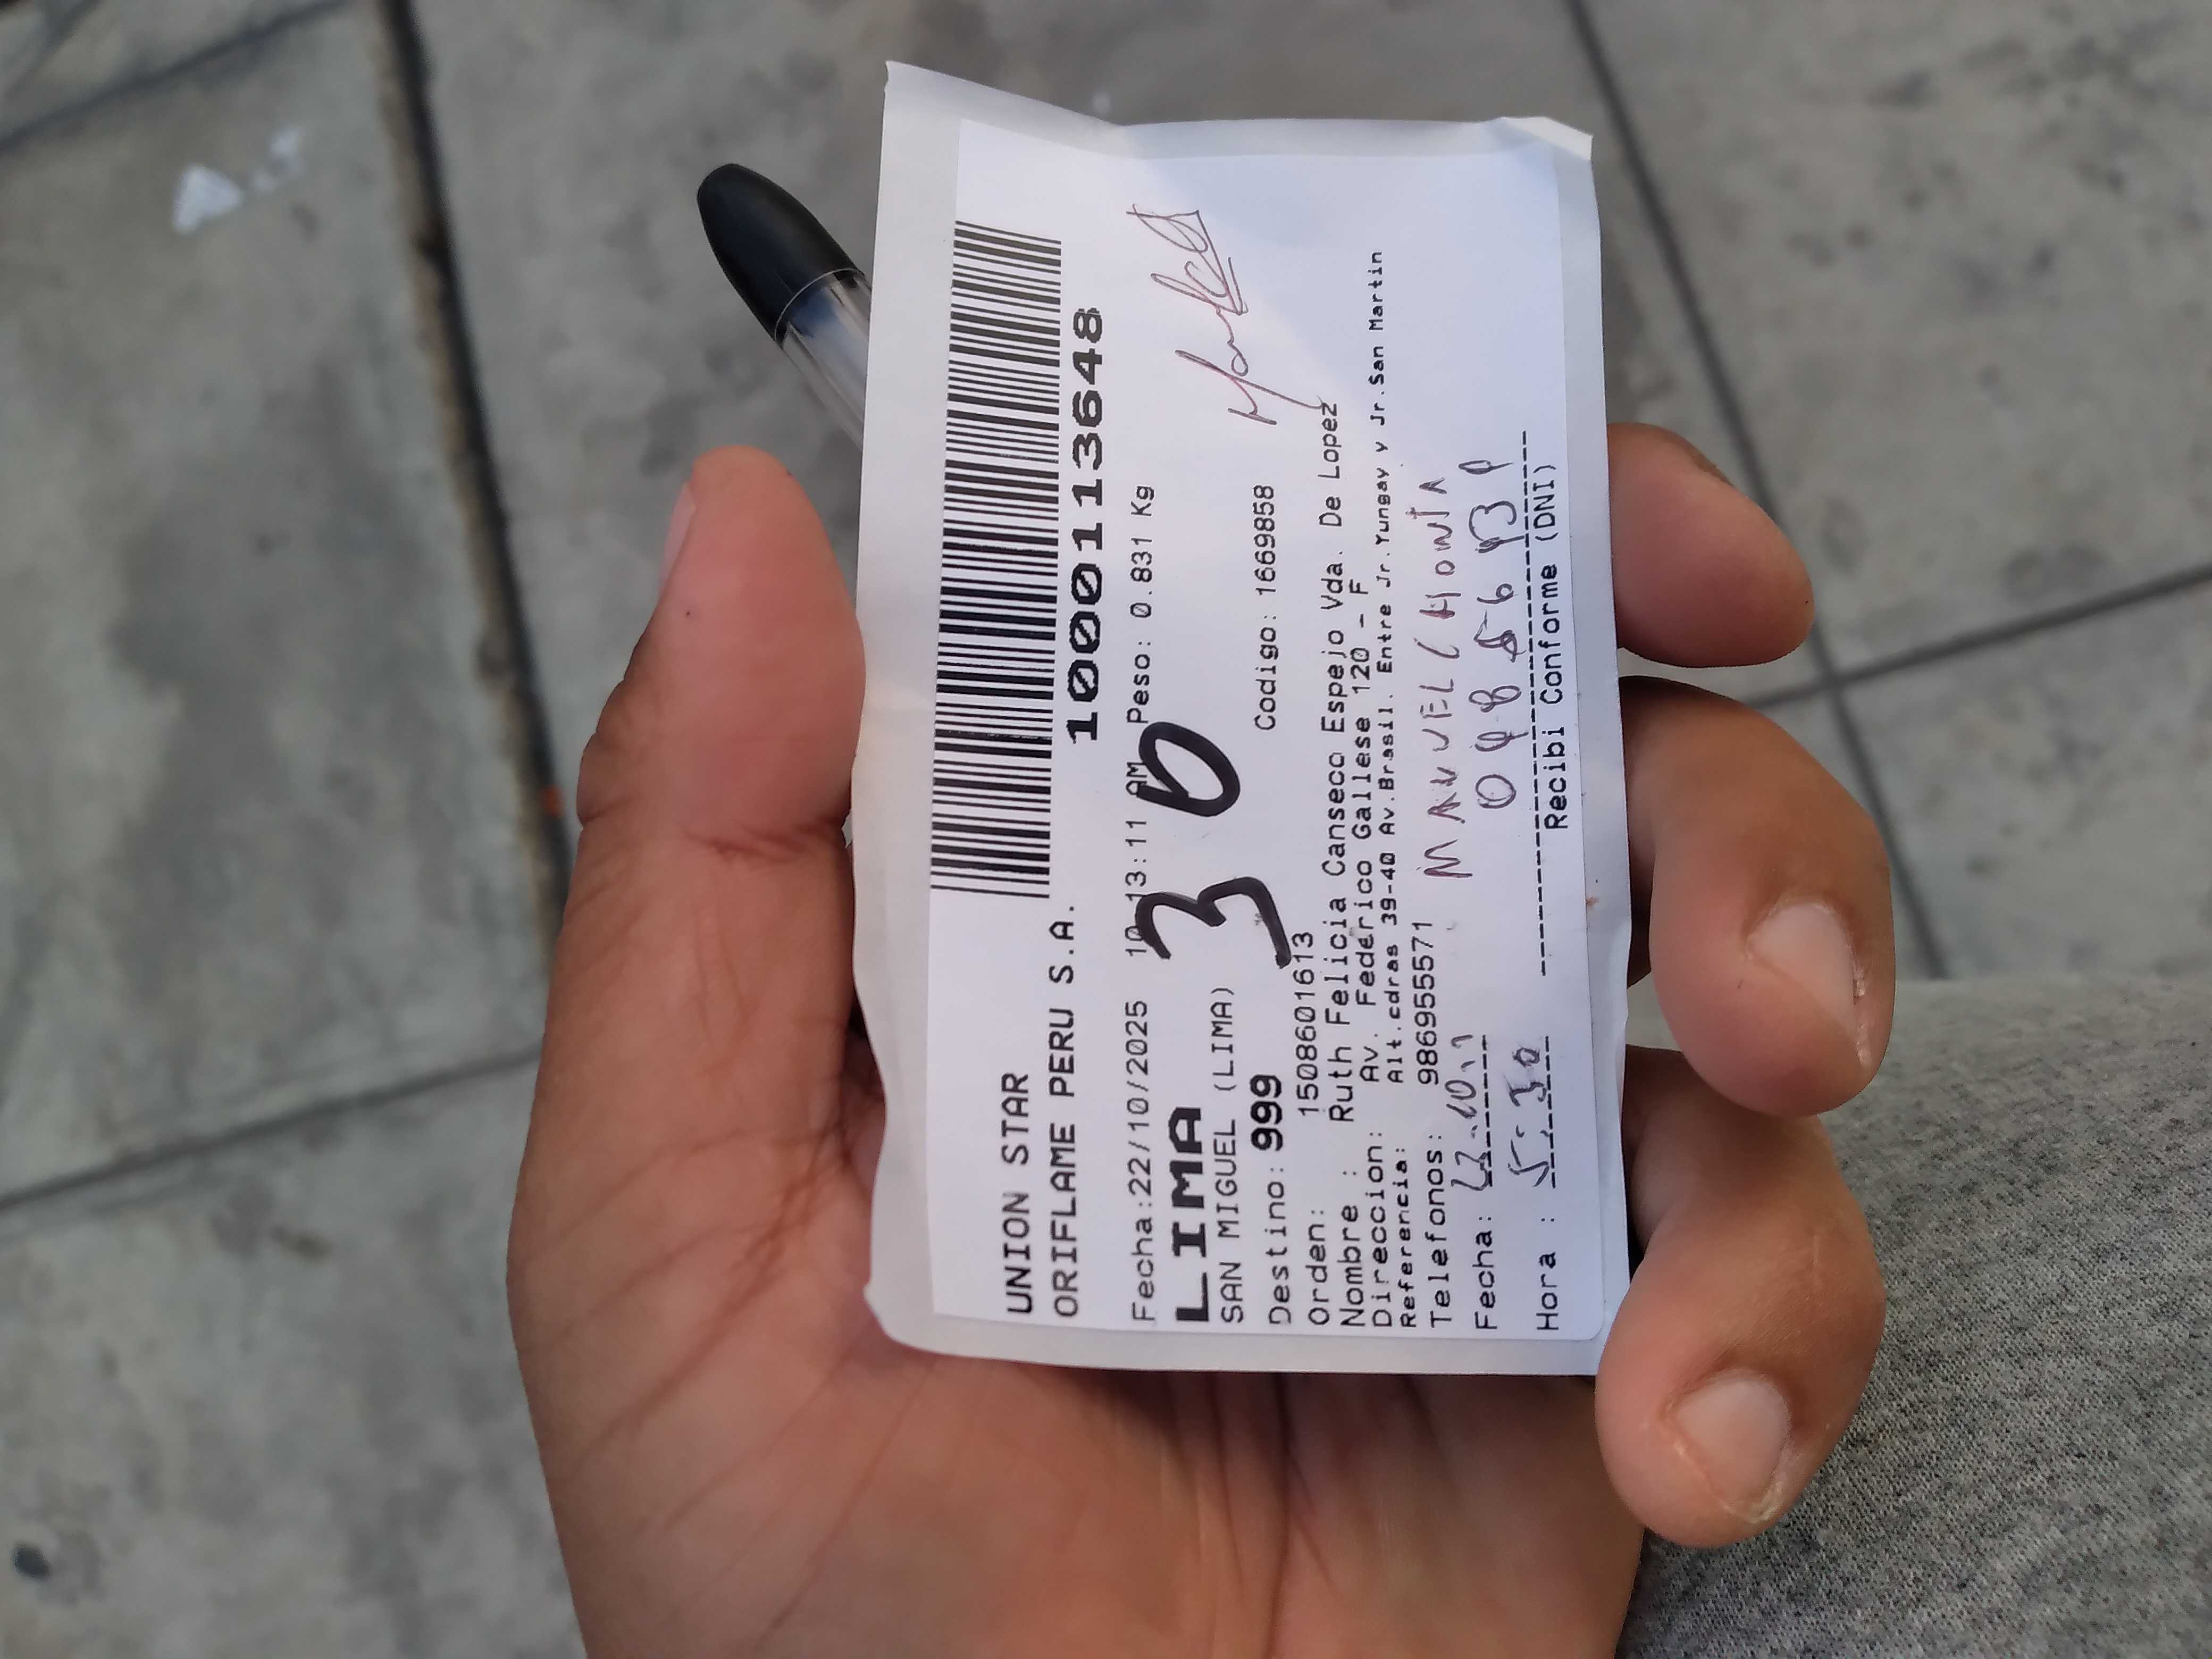 UNION STAR
ORIFLAME PERU S.A.
1000113648
Fecha:22/10/2025 10:13:11 AM Peso: 0.831 Kg
LIMA
30
SAN MIGUEL (LIMA)
Destino: 999 Codigo: 1669858
Orden: 150860161613
Nombre : Ruth Felicia Canseco Espejo Vda. De Lopez
Direccion: Av. Federico Gallese 120 - F
Referencia: Alt.cdras 39-40 Av.Brasil. Entre Jr.Yungay y Jr.San Martin
Telefonos: 986955571
MANUEL CHONTA
Fecha:
Hora : 5:30
Recibi Conforme (DNI)